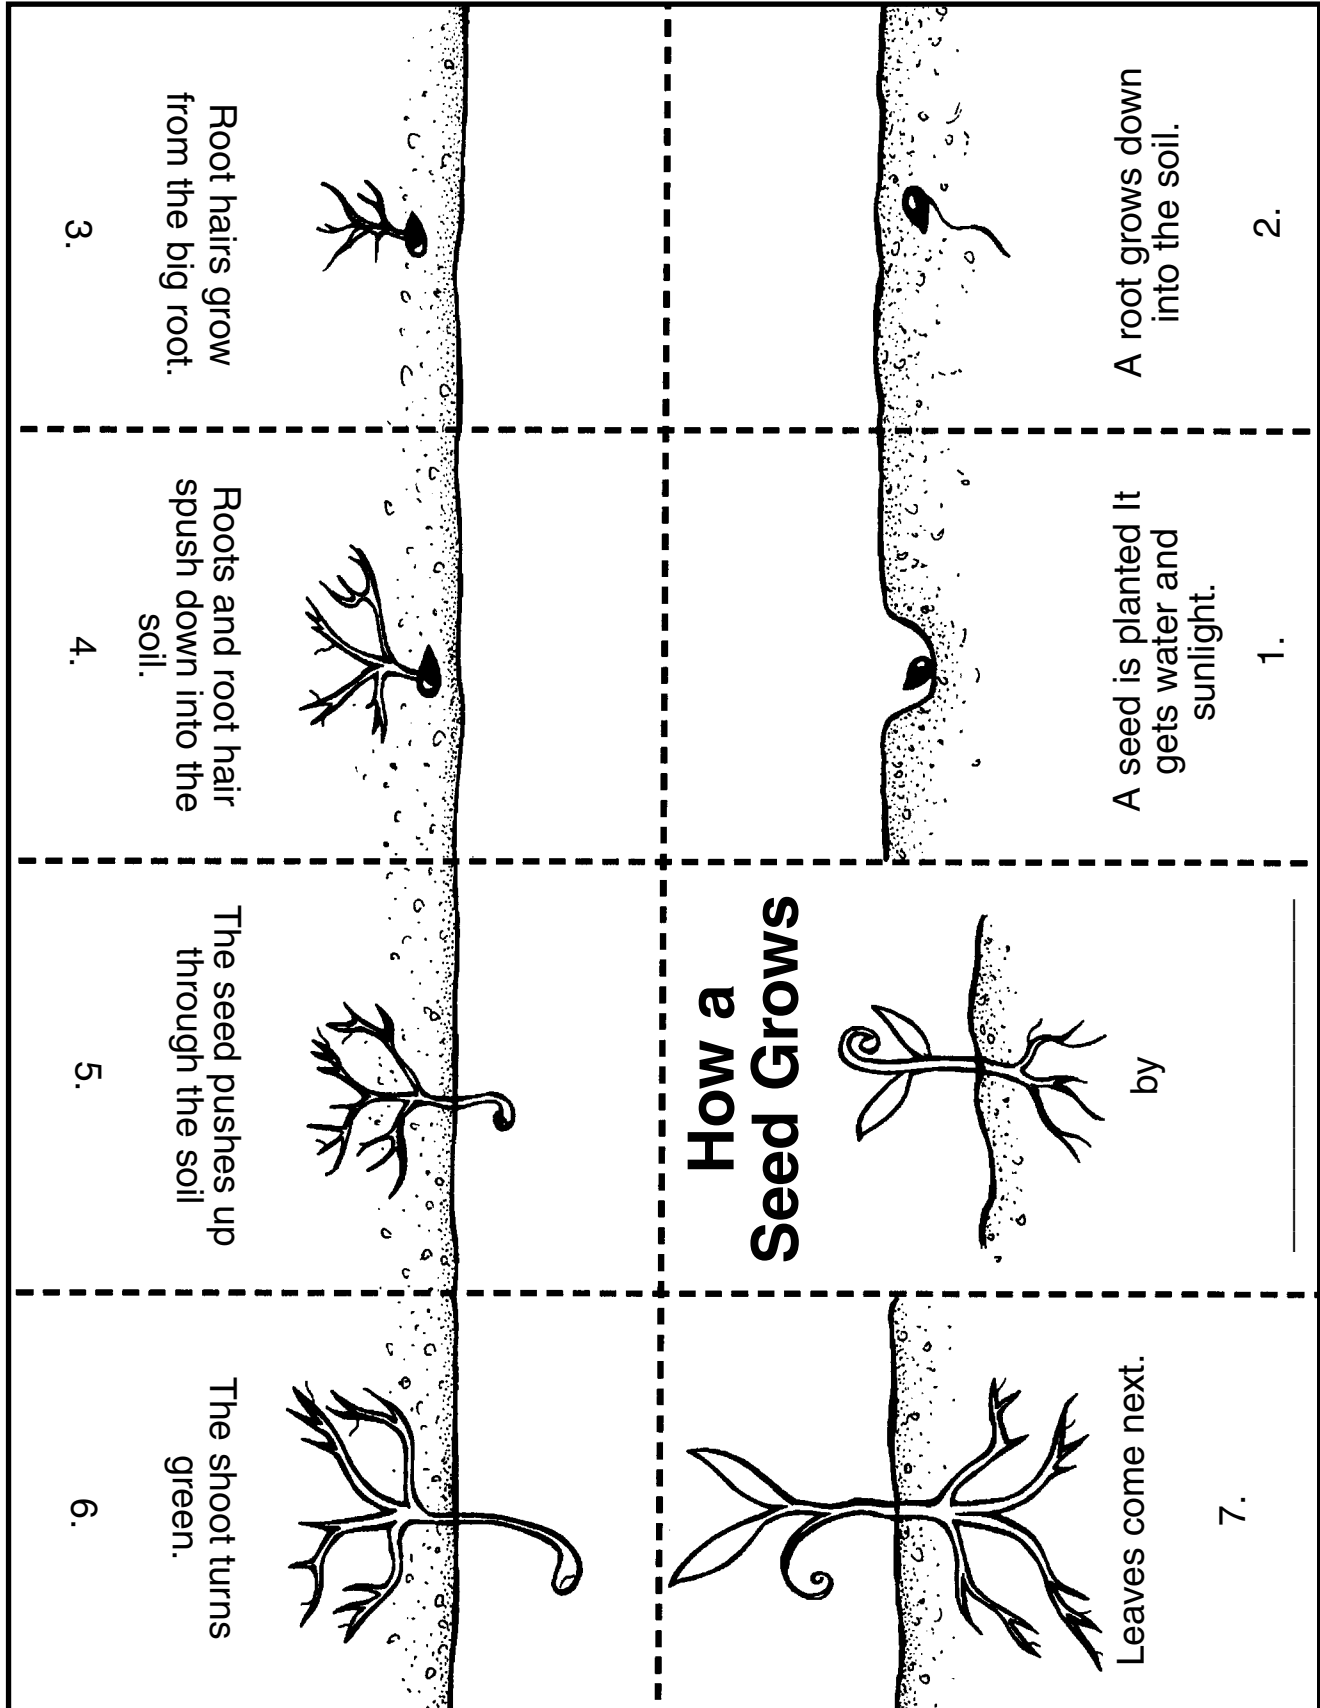 How a
Seed Grows
by
A seed is planted It
gets water and
sunlight.
1.
A root grows down
into the soil.
2.
Root hairs grow
from the big root.
3.
Roots and root hair
spush down into the
soil.
4.
The seed pushes up
through the soil
5.
The shoot turns
green.
6.
Leaves come next.
7.